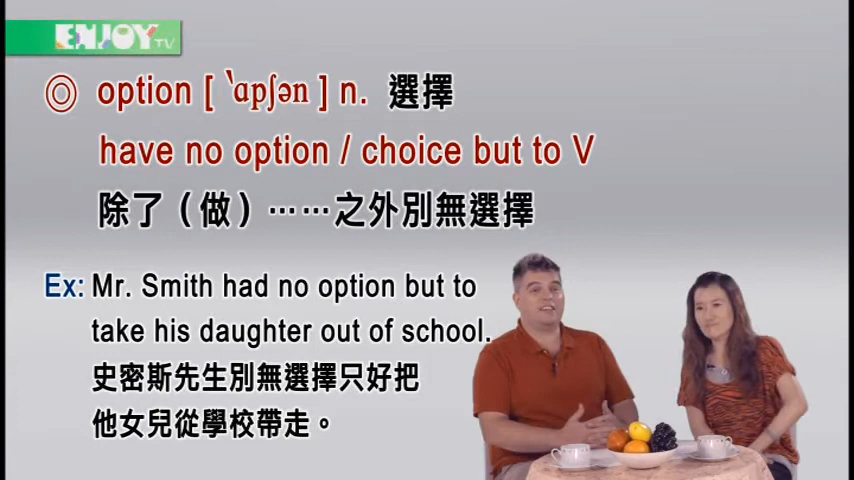 ENJOY TV
◎ option [ ˋɑpʃən ] n. 選擇
have no option / choice but to V
除了（做）⋯⋯之外別無選擇
Ex: Mr. Smith had no option but to
take his daughter out of school.
史密斯先生別無選擇只好把
他女兒從學校帶走。